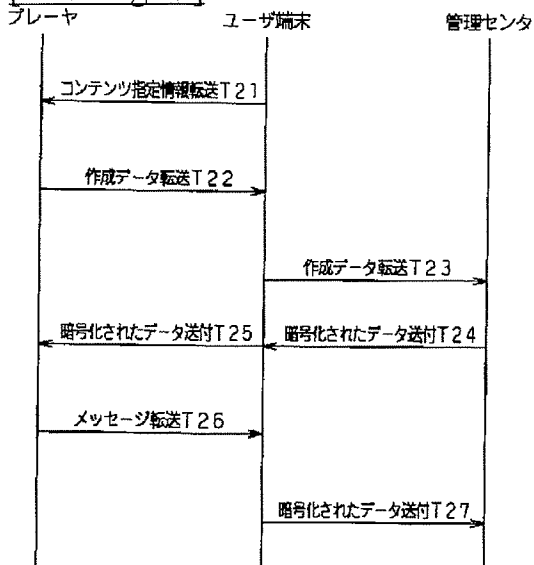 プレーヤ ユーザ端末 管理センタ
コンテンツ指定情報転送T21
作成データ転送T22
作成データ転送T23
暗号化されたデータ送付T25 暗号化されたデータ送付T24
メッセージ転送T26
暗号化されたデータ送付T27